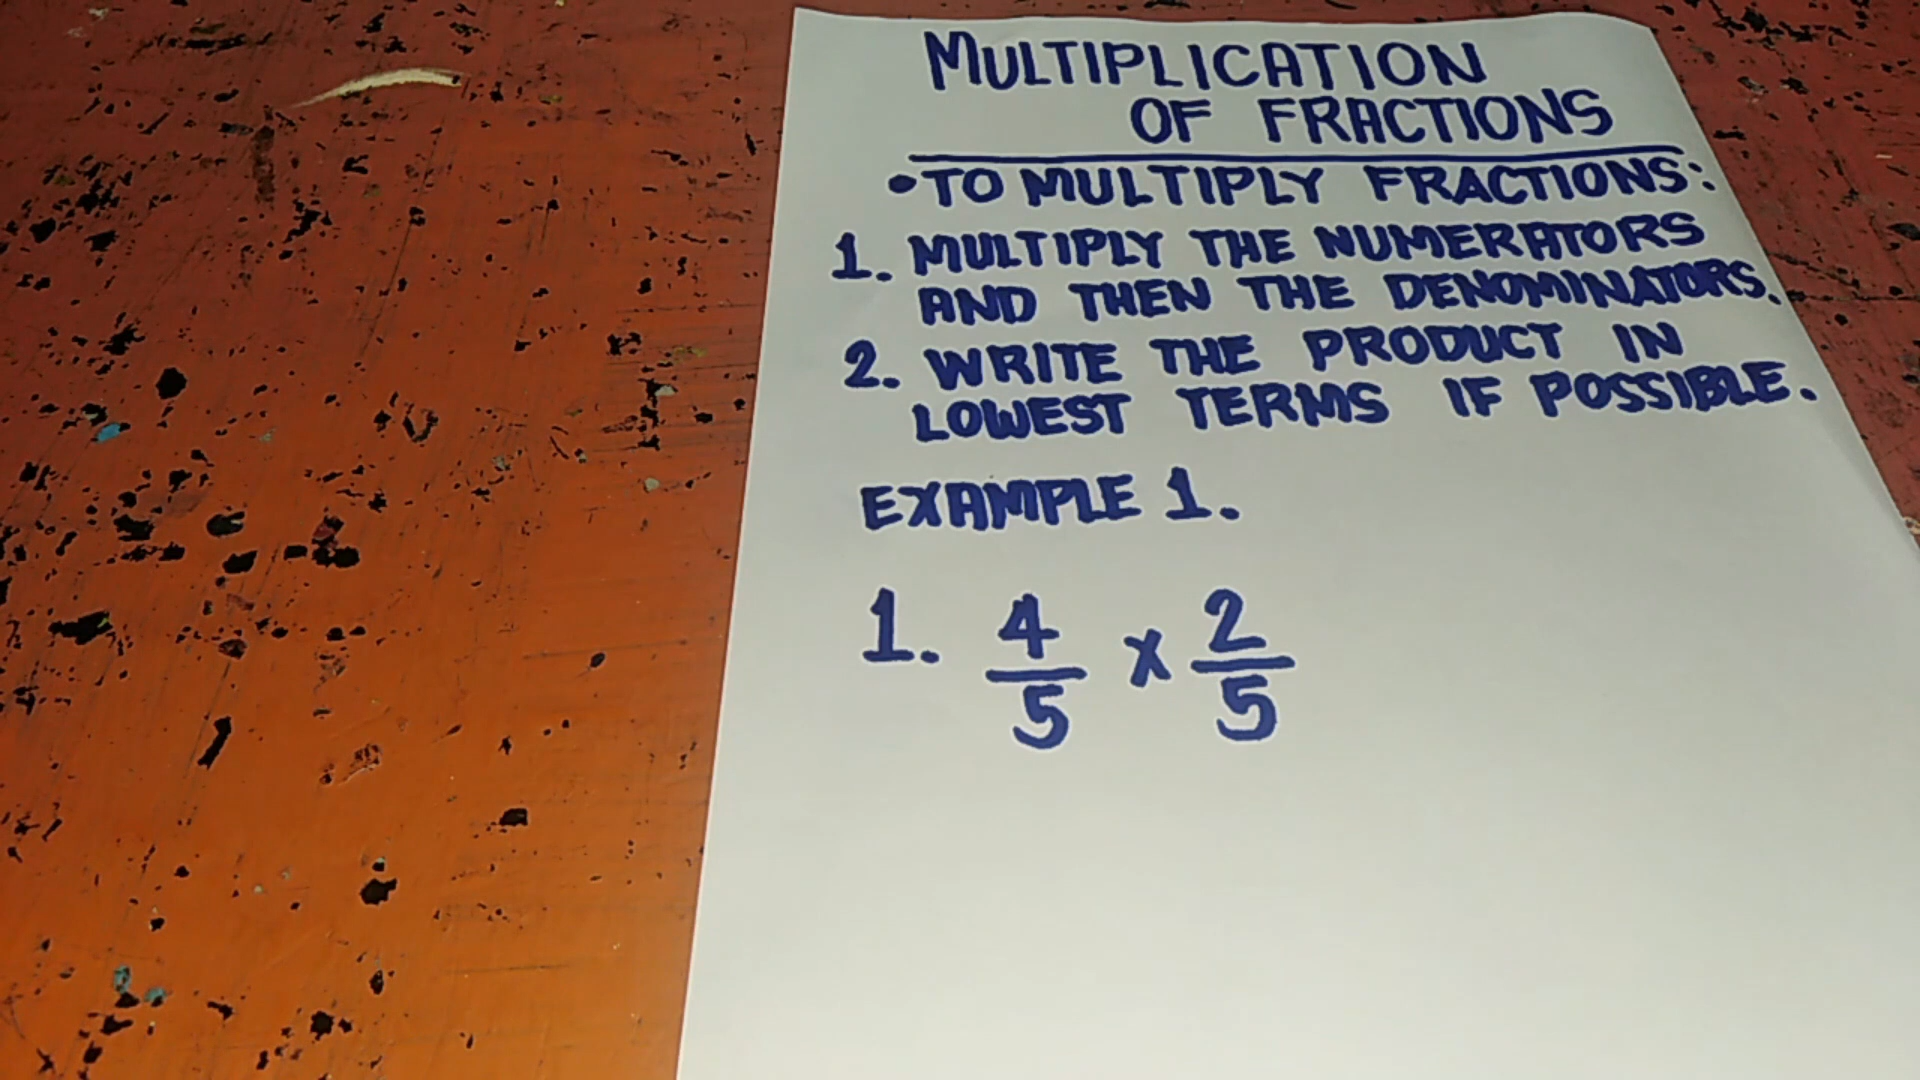 MULTIPLICATION
OF FRACTIONS
• TO MULTIPLY FRACTIONS:
1. MULTIPLY THE NUMERATORS
AND THEN THE DENOMINATORS.
2. WRITE THE PRODUCT IN
LOWEST TERMS IF POSSIBLE.
EXAMPLE 1.
1. 4/5 x 2/5